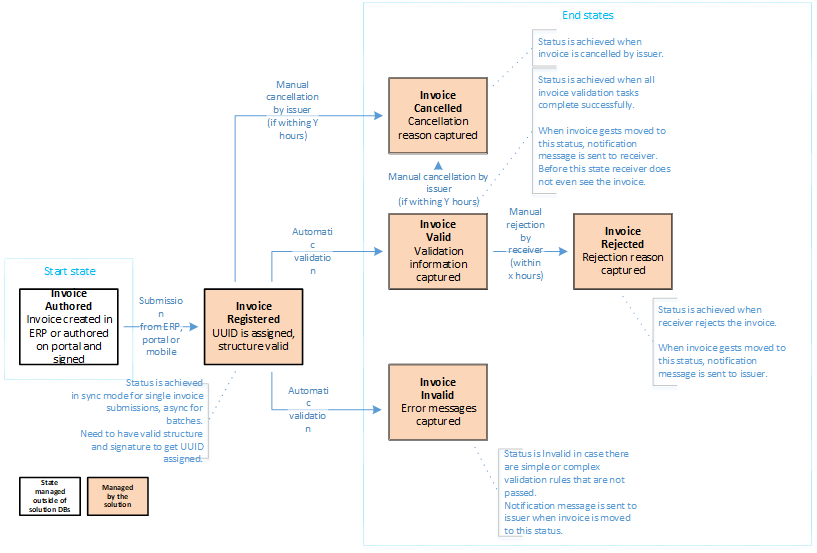 End states
Status is achieved when
invoice is cancelled by issuer.
Status is achieved when all
invoice validation tasks
complete successfully.
When invoice gests moved to
this status, notification
message is sent to receiver.
Before this state receiver does
not even see the invoice.
Manual
cancellation
by issuer
(if withing Y
hours)
Invoice
Cancelled
Cancellation
reason captured
Manual cancellation by
issuer
(if withing Y hours)
Automati
c
validatio
n
Invoice
Valid
Validation
information
captured
Manual
rejection
by
receiver
(within
x hours)
Invoice
Rejected
Rejection reason
captured
Start state
Invoice
Authored
Invoice created in
ERP or authored
on portal and
signed
Submissio
n
from ERP,
portal or
mobile
Invoice
Registered
UUID is assigned,
structure valid
Status is achieved when
receiver rejects the invoice.
When invoice gests moved to
this status, notification
message is sent to issuer.
Status is achieved
in sync mode for single invoice
submissions, async for
batches.
Need to have valid structure
and signature to get UUID
assigned.
Automati
c
validatio
n
Invoice
Invalid
Error messages
captured
Status is Invalid in case there
are simple or complex
validation rules that are not
passed.
Notification message is sent to
issuer when invoice is moved
to this status.
State
managed
outside of
solution DBs
Managed
by the
solution